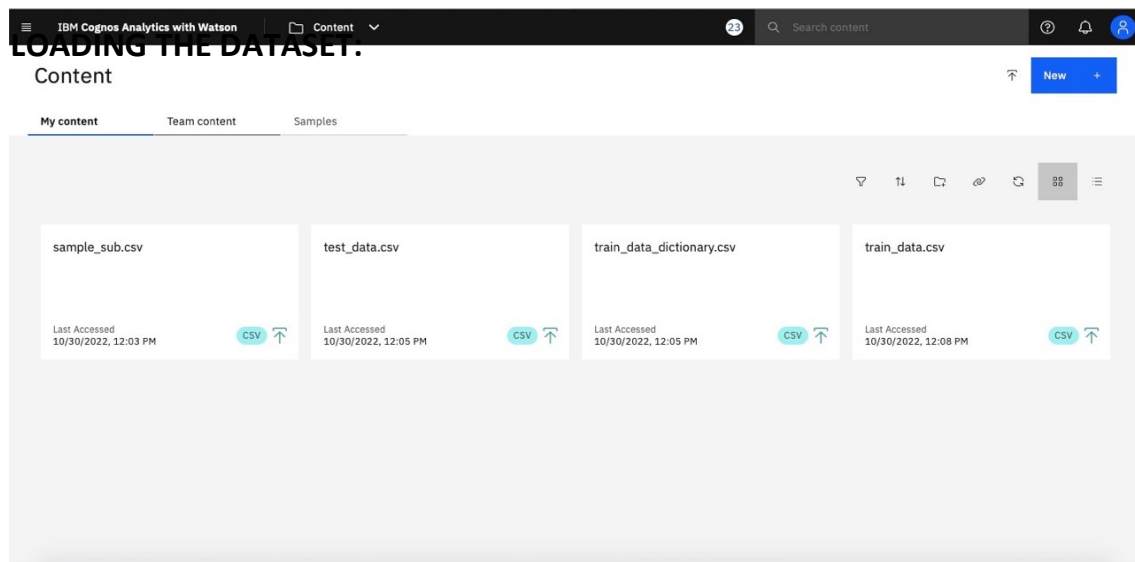 IBM Cognos Analytics with Watson Content 23 Search content
LOADING THE DATASET:
Content New +
My content Team content Samples
sample_sub.csv test_data.csv train_data_dictionary.csv train_data.csv
Last Accessed Last Accessed Last Accessed Last Accessed
10/30/2022, 12:03 PM CSV 10/30/2022, 12:05 PM CSV 10/30/2022, 12:05 PM CSV 10/30/2022, 12:08 PM CSV